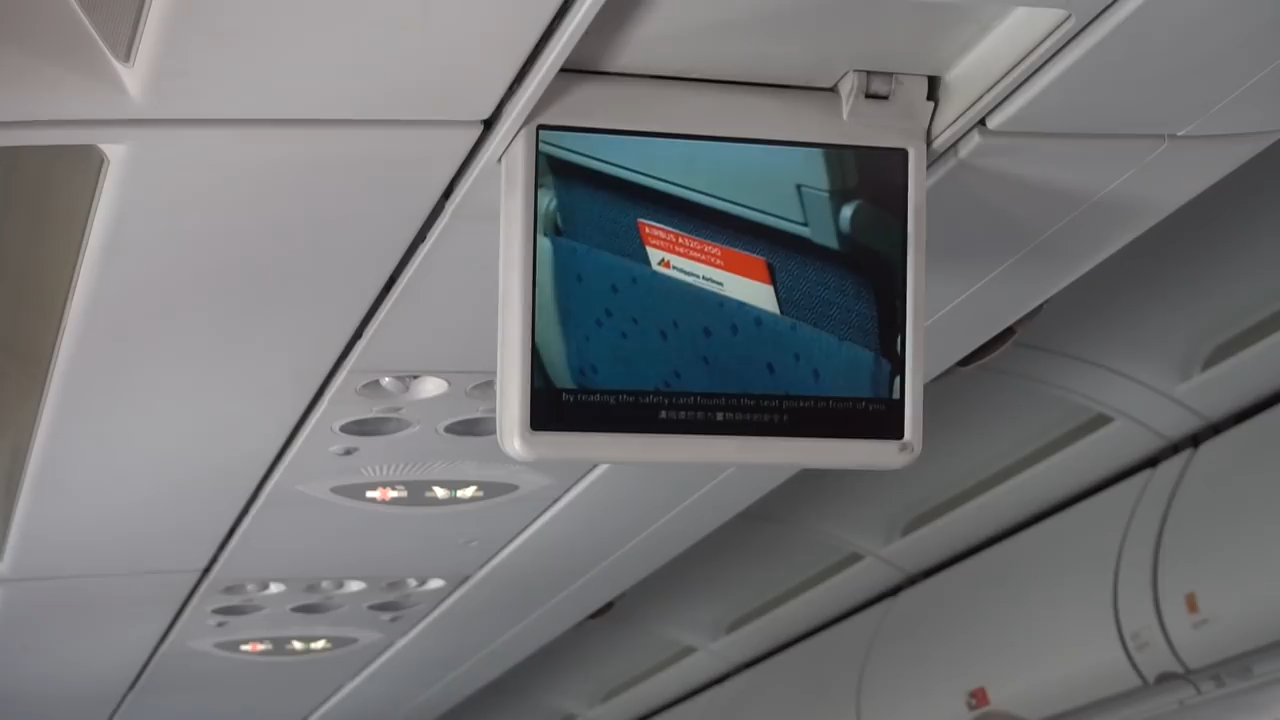 AIRBUS A320-200
SAFETY INFORMATION
Philippine Airlines
by reading the safety card found in the seat pocket in front of you